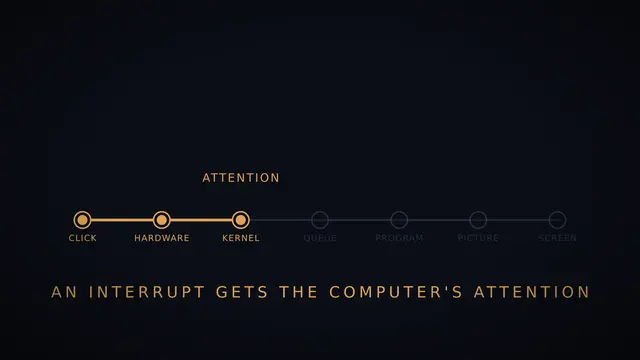 ATTENTION
CLICK HARDWARE KERNEL QUEUE PROGRAM PICTURE SCREEN
AN INTERRUPT GETS THE COMPUTER'S ATTENTION